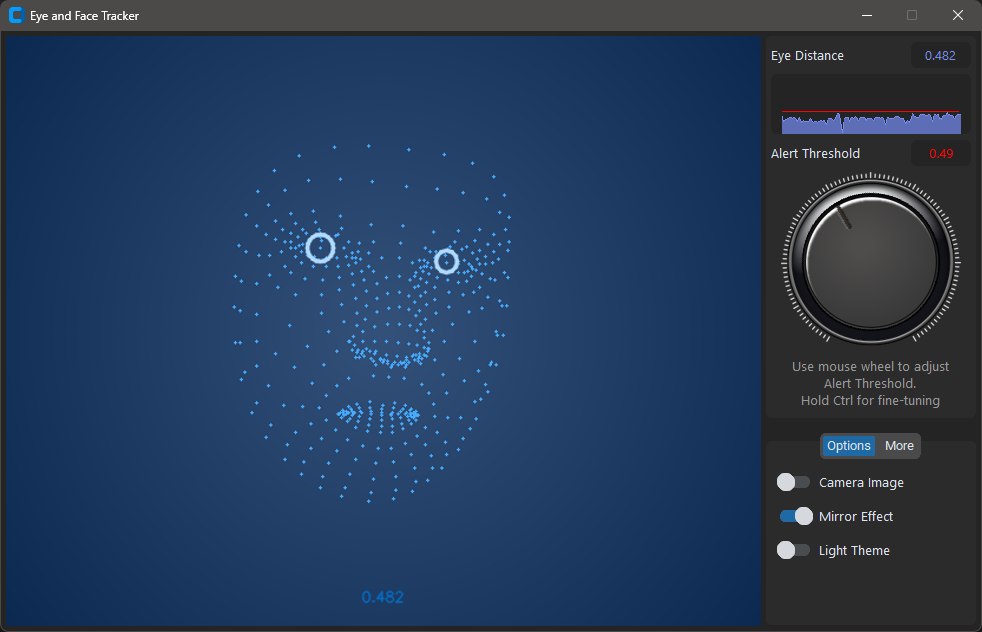 Eye and Face Tracker
Eye Distance
0.482
Alert Threshold
0.49
Use mouse wheel to adjust
Alert Threshold.
Hold Ctrl for fine-tuning
Options
More
Camera Image
Mirror Effect
Light Theme
0.482